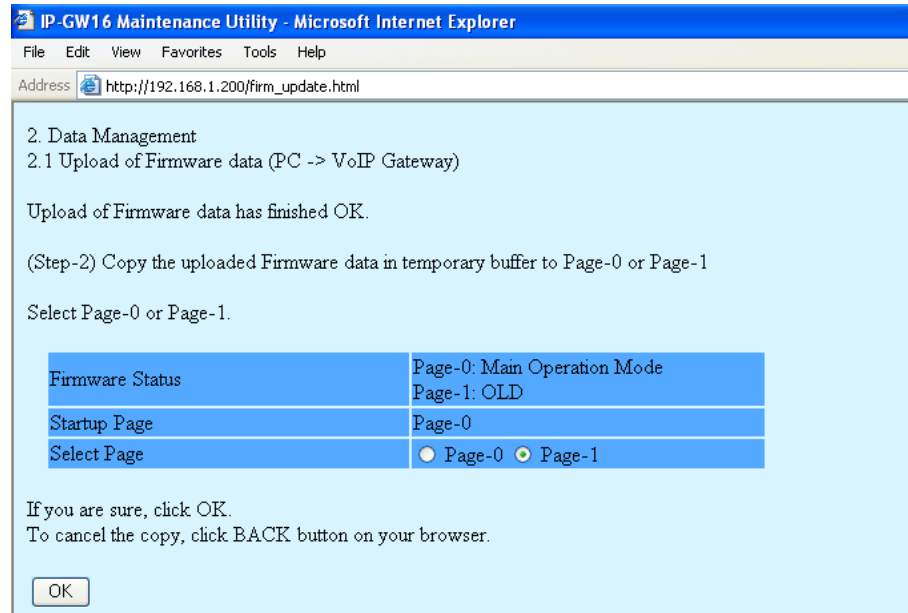 IP-GW16 Maintenance Utility - Microsoft Internet Explorer
File Edit View Favorites Tools Help
Address http://192.168.1.200/firm_update.html
2. Data Management
2.1 Upload of Firmware data (PC -> VoIP Gateway)
Upload of Firmware data has finished OK.
(Step-2) Copy the uploaded Firmware data in temporary buffer to Page-0 or Page-1
Select Page-0 or Page-1.
Firmware Status
Page-0: Main Operation Mode
Page-1: OLD
Startup Page Page-0
Select Page Page-0 Page-1
If you are sure, click OK.
To cancel the copy, click BACK button on your browser.
OK